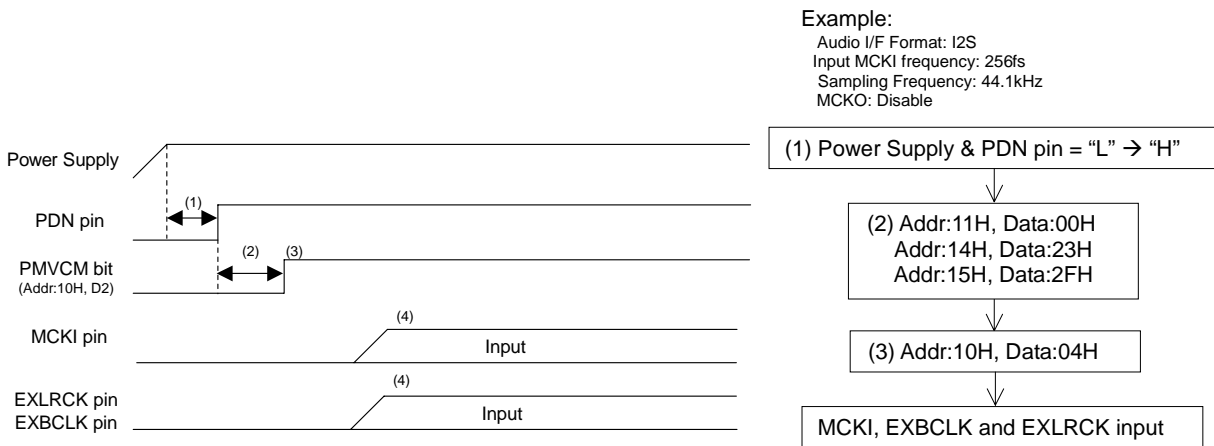 Example:
Audio I/F Format: I2S
Input MCKI frequency: 256fs
Sampling Frequency: 44.1kHz
MCKO: Disable
Power Supply
(1)
PDN pin
(2)
(3)
PMVCM bit
(Addr:10H, D2)
(4)
MCKI pin
Input
(4)
EXLRCK pin
EXBCLK pin
Input
(1) Power Supply & PDN pin = “L” → “H”
(2) Addr:11H, Data:00H
Addr:14H, Data:23H
Addr:15H, Data:2FH
(3) Addr:10H, Data:04H
MCKI, EXBCLK and EXLRCK input